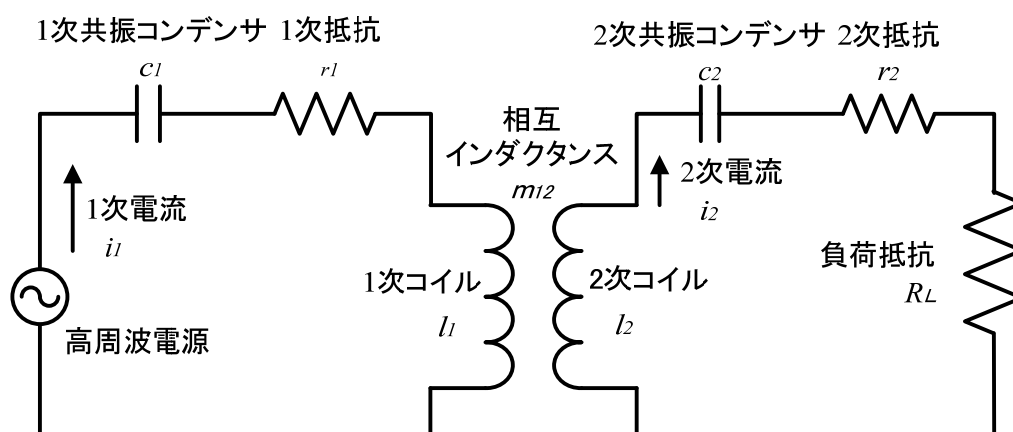 1次共振コンデンサ 1次抵抗
c1
r1
2次共振コンデンサ 2次抵抗
c2
r2
相互
インダクタンス
m12
1次電流
i1
2次電流
i2
1次コイル
l1
2次コイル
l2
負荷抵抗
RL
高周波電源